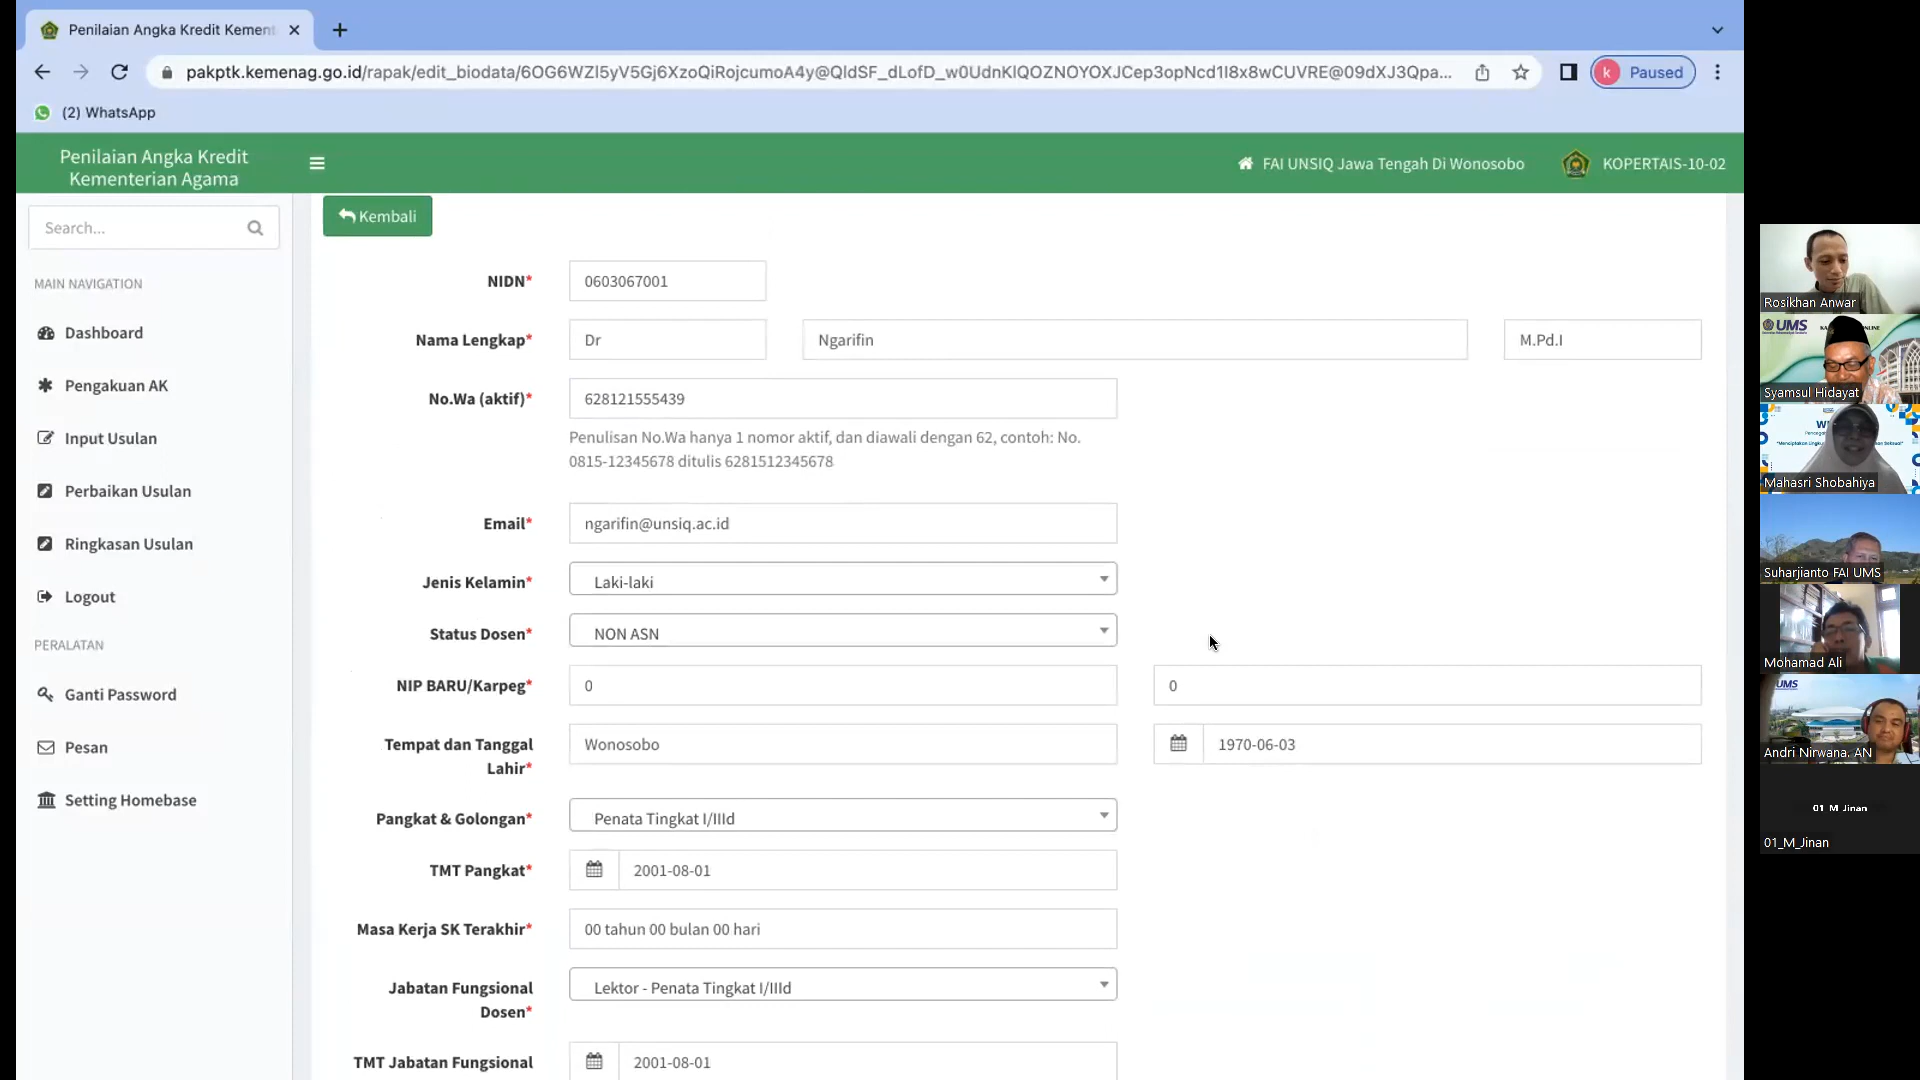 Penilaian Angka Kredit Kement
pakptk.kemenag.go.id/rapak/edit_biodata/6OG6WZl5yV5Gj6XzoQiRojcumoA4y@QldSF_dLofD_w0UdnKlQOZNOYOXJCep3opNcd1I8x8wCUVRE@09dXJ3Qpa...
k Paused
(2) WhatsApp
Penilaian Angka Kredit
Kementerian Agama
FAI UNSIQ Jawa Tengah Di Wonosobo
KOPERTAIS-10-02
Search...
MAIN NAVIGATION
Dashboard
Pengakuan AK
Input Usulan
Perbaikan Usulan
Ringkasan Usulan
Logout
PERALATAN
Ganti Password
Pesan
Setting Homebase
Kembali
NIDN* 0603067001
Nama Lengkap* Dr Ngarifin M.Pd.I
No.Wa (aktif)* 628121555439
Penulisan No.Wa hanya 1 nomor aktif, dan diawali dengan 62, contoh: No.
0815-12345678 ditulis 6281512345678
Email* ngarifin@unsiq.ac.id
Jenis Kelamin* Laki-laki
Status Dosen* NON ASN
NIP BARU/Karpeg* 0 0
Tempat dan Tanggal Lahir* Wonosobo 1970-06-03
Pangkat & Golongan* Penata Tingkat I/IIId
TMT Pangkat* 2001-08-01
Masa Kerja SK Terakhir* 00 tahun 00 bulan 00 hari
Jabatan Fungsional Dosen* Lektor - Penata Tingkat I/IIId
TMT Jabatan Fungsional 2001-08-01
Rosikhan Anwar
UMS
Syamsul Hidayat
Mahasri Shobahiya
Suharjianto FAI UMS
Mohamad Ali
UMS
Andri Nirwana. AN
01_M_Jinan
01_M_Jinan